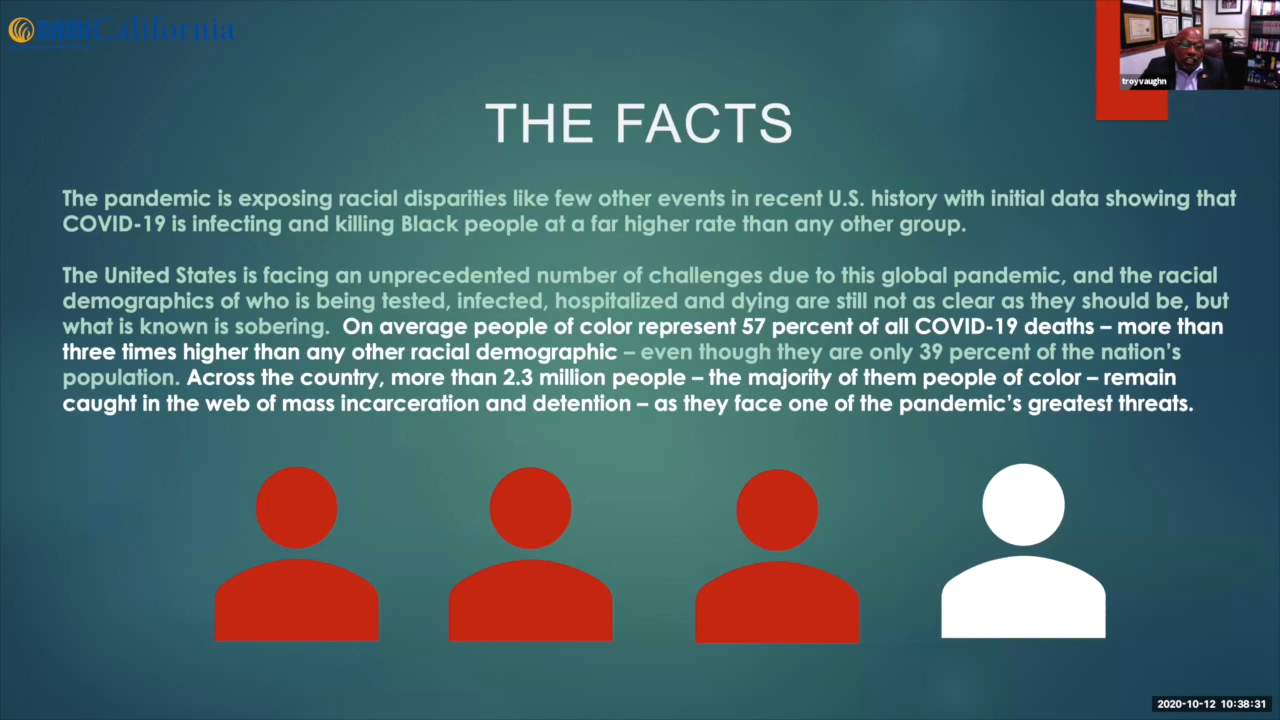 California
troyvaughn
THE FACTS
The pandemic is exposing racial disparities like few other events in recent U.S. history with initial data showing that
COVID-19 is infecting and killing Black people at a far higher rate than any other group.
The United States is facing an unprecedented number of challenges due to this global pandemic, and the racial
demographics of who is being tested, infected, hospitalized and dying are still not as clear as they should be, but
what is known is sobering. On average people of color represent 57 percent of all COVID-19 deaths – more than
three times higher than any other racial demographic – even though they are only 39 percent of the nation's
population. Across the country, more than 2.3 million people – the majority of them people of color – remain
caught in the web of mass incarceration and detention – as they face one of the pandemic's greatest threats.
2020-10-12 10:38:31